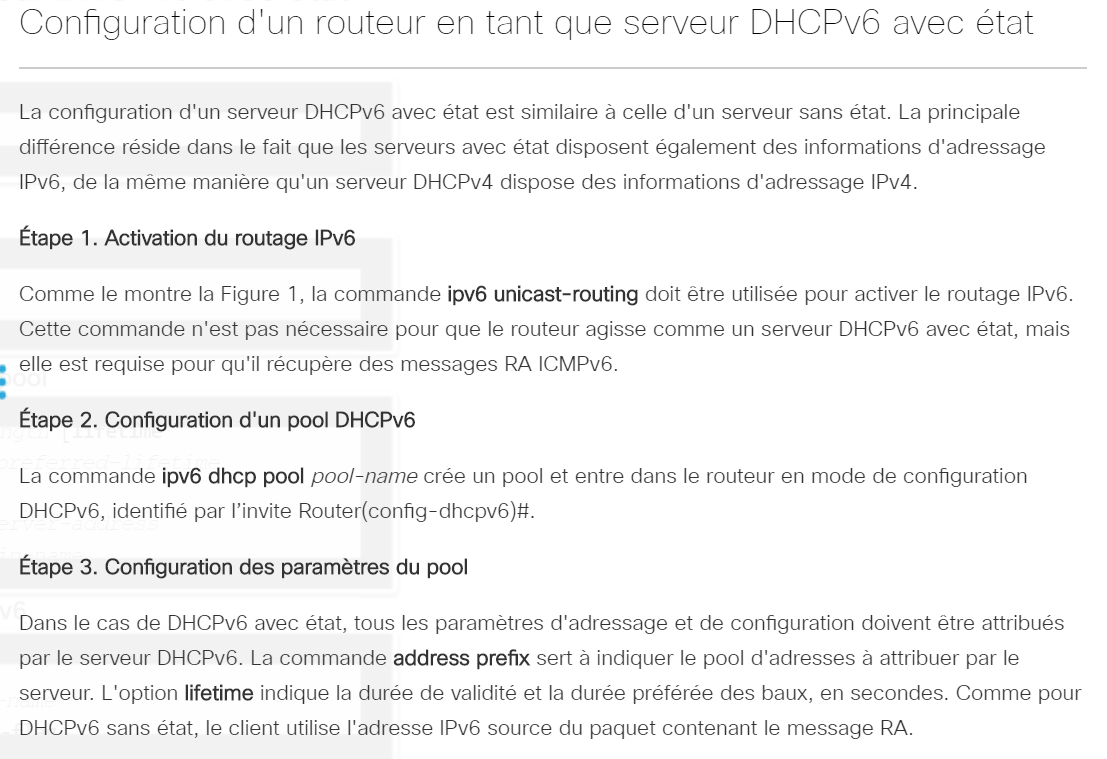 Configuration d'un routeur en tant que serveur DHCPv6 avec état
La configuration d'un serveur DHCPv6 avec état est similaire à celle d'un serveur sans état. La principale
différence réside dans le fait que les serveurs avec état disposent également des informations d'adressage
IPv6, de la même manière qu'un serveur DHCPv4 dispose des informations d'adressage IPv4.
Étape 1. Activation du routage IPv6
Comme le montre la Figure 1, la commande ipv6 unicast-routing doit être utilisée pour activer le routage IPv6.
Cette commande n'est pas nécessaire pour que le routeur agisse comme un serveur DHCPv6 avec état, mais
elle est requise pour qu'il récupère des messages RA ICMPv6.
pool
Étape 2. Configuration d'un pool DHCPv6
[lifetime
preferred-lifetime
La commande ipv6 dhcp pool pool-name crée un pool et entre dans le routeur en mode de configuration
DHCPv6, identifié par l’invite Router(config-dhcpv6)#.
server-address
Étape 3. Configuration des paramètres du pool
v6
Dans le cas de DHCPv6 avec état, tous les paramètres d'adressage et de configuration doivent être attribués
par le serveur DHCPv6. La commande address prefix sert à indiquer le pool d'adresses à attribuer par le
serveur. L'option lifetime indique la durée de validité et la durée préférée des baux, en secondes. Comme pour
DHCPv6 sans état, le client utilise l'adresse IPv6 source du paquet contenant le message RA.